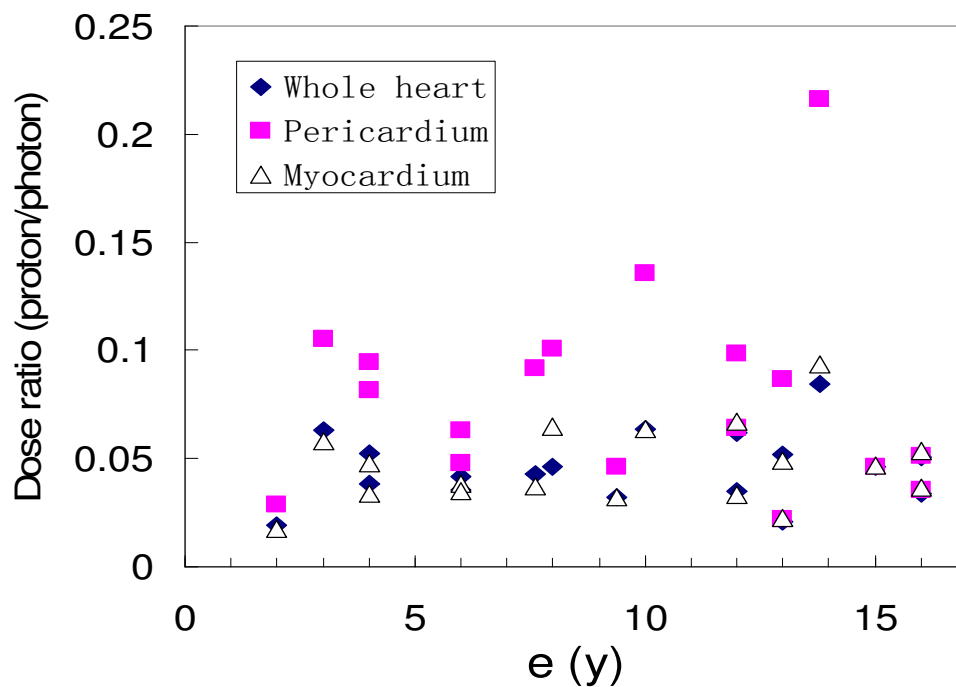 0.25
Whole heart
Pericardium
Myocardium
0.2
0.15
0.1
0.05
0
Dose ratio (proton/photon)
0 5 10 15
e (y)